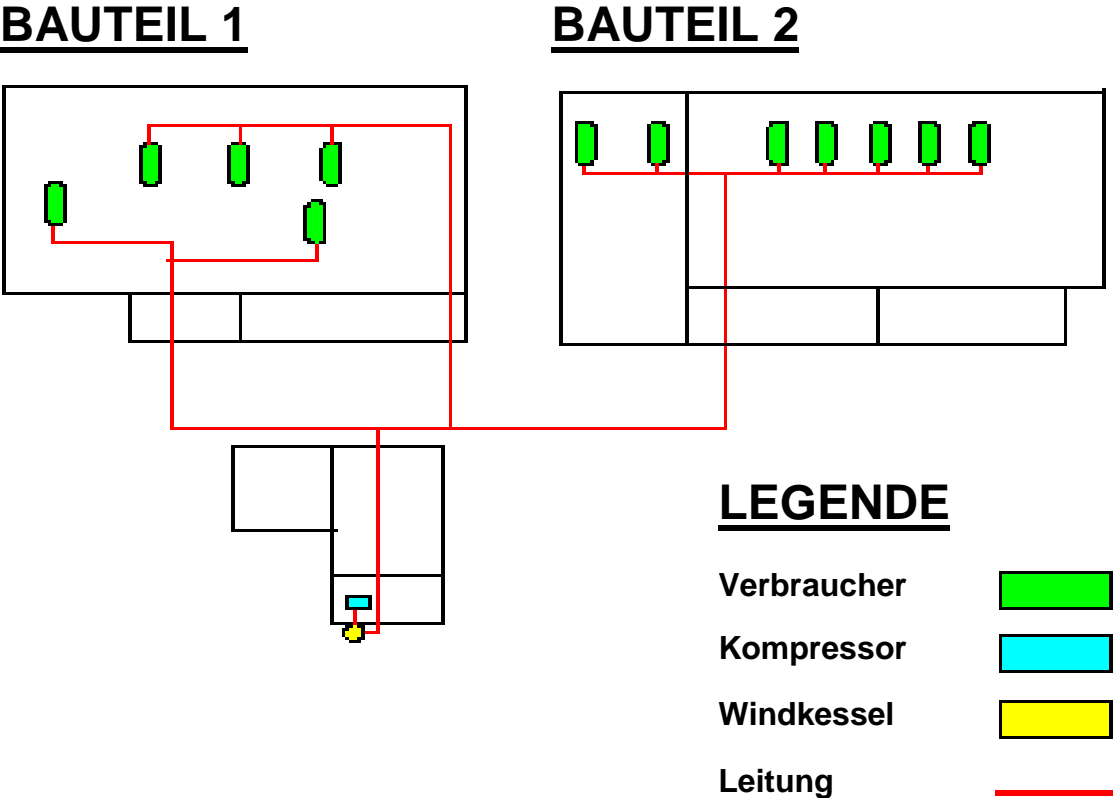 BAUTEIL 1
BAUTEIL 2
LEGENDE
Verbraucher
Kompressor
Windkessel
Leitung